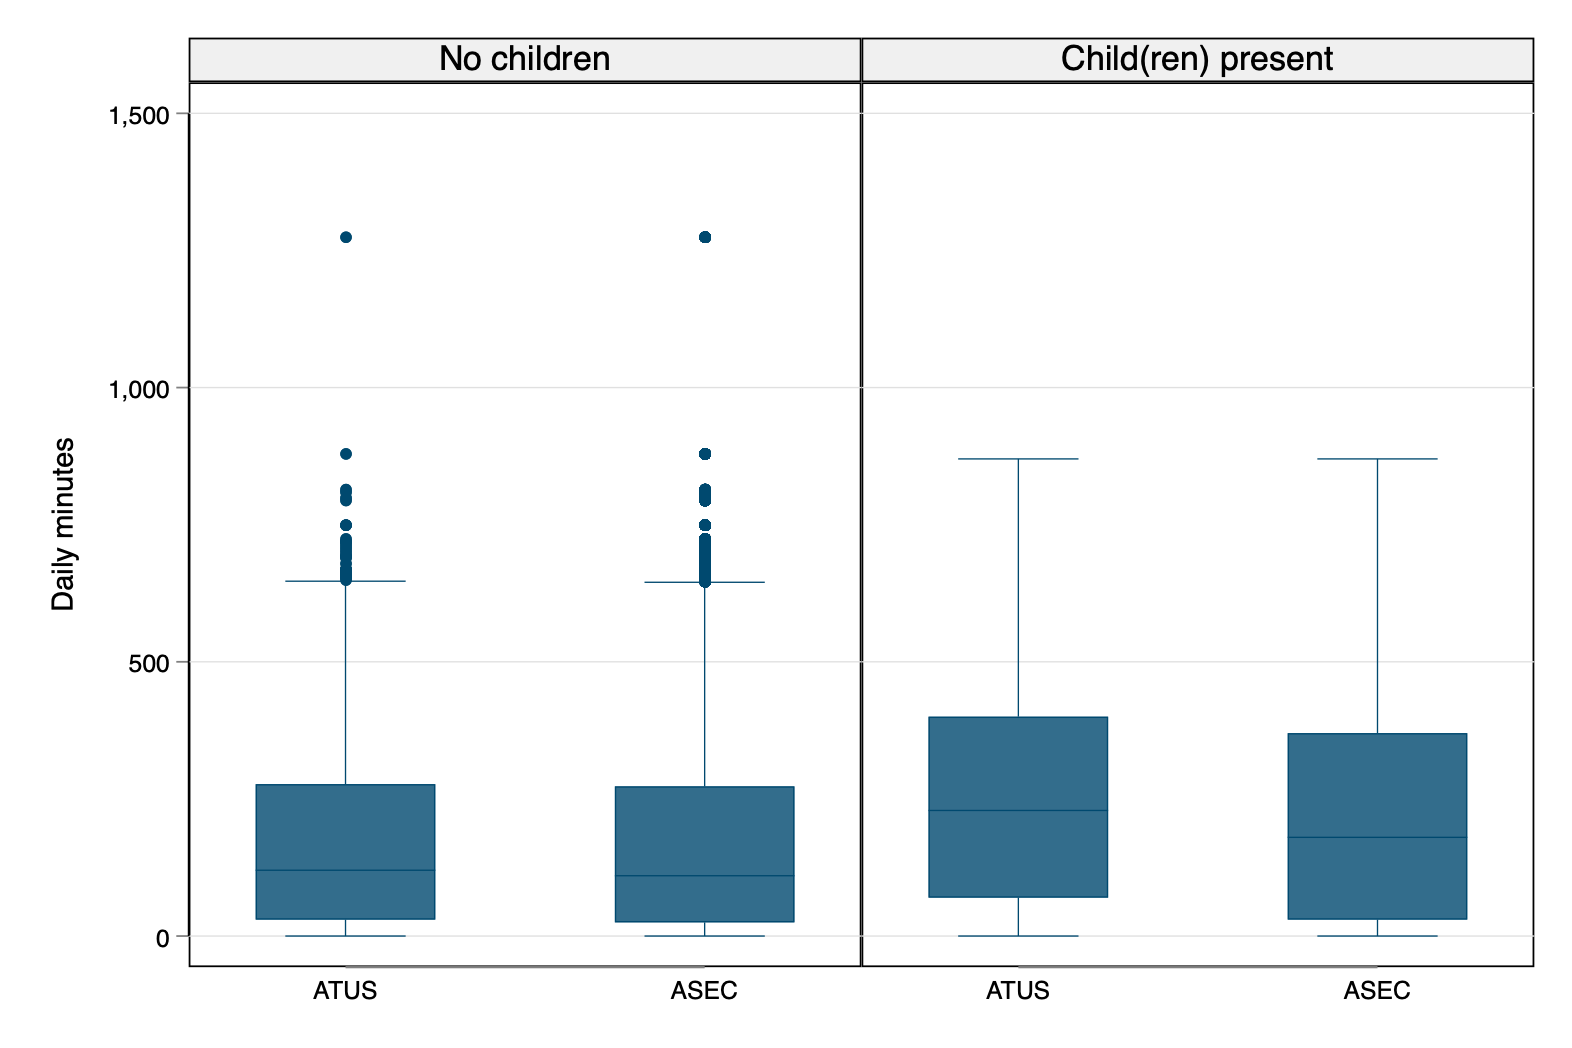 No children
Child(ren) present
Daily minutes
1,500
1,000
500
0
ATUS
ASEC
ATUS
ASEC